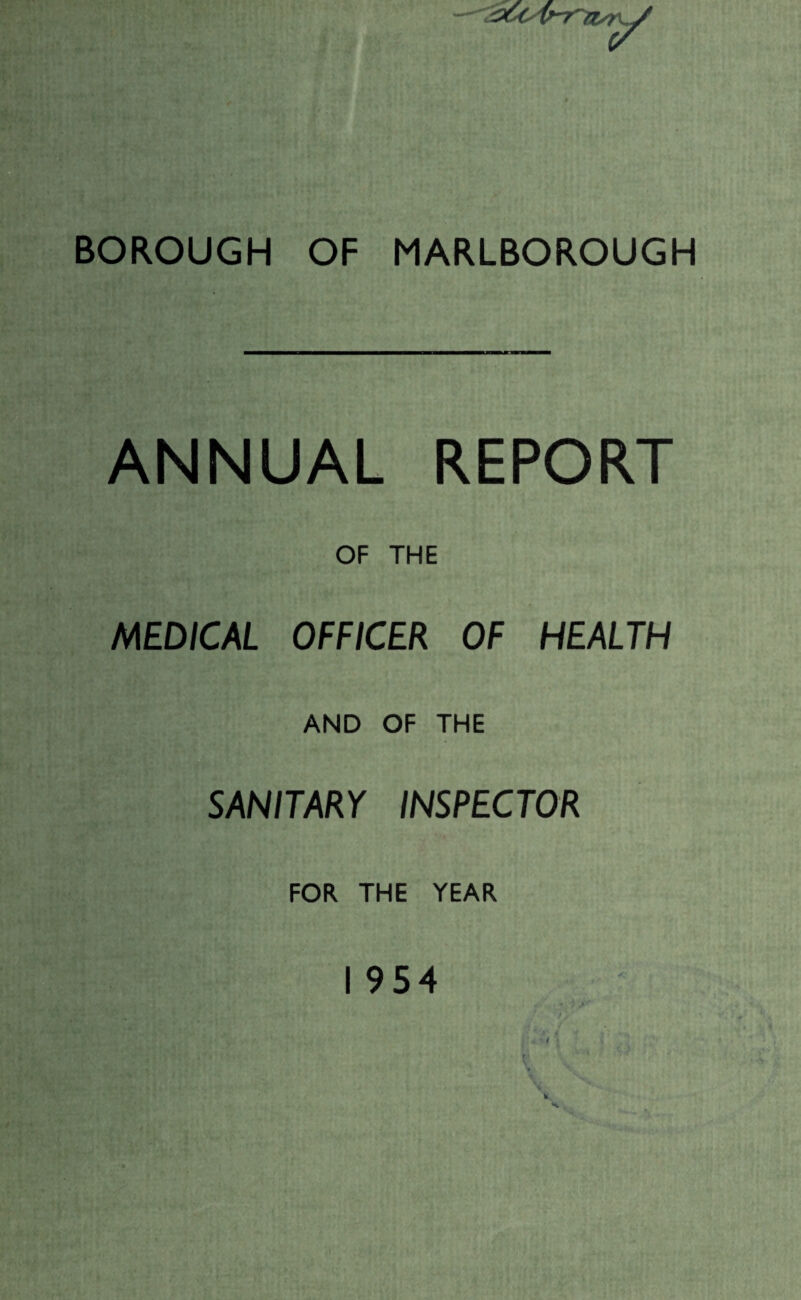 Library
BOROUGH OF MARLBOROUGH
ANNUAL REPORT
OF THE
MEDICAL OFFICER OF HEALTH
AND OF THE
SANITARY INSPECTOR
FOR THE YEAR
1954